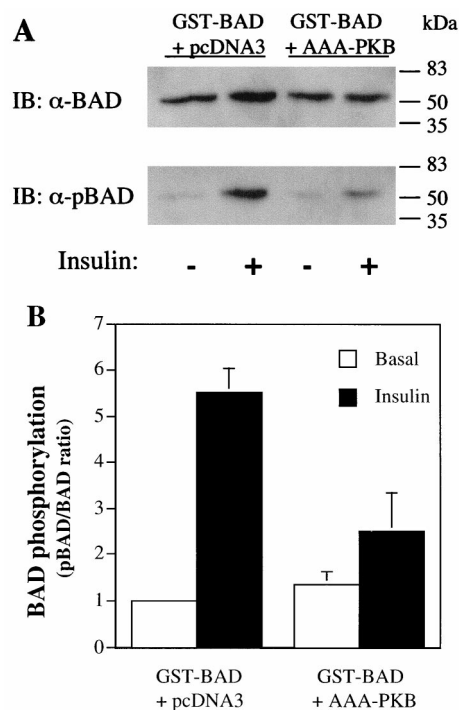 A
GST-BAD
+ pcDNA3
GST-BAD
+ AAA-PKB
kDa
IB: α-BAD
83
50
35
IB: α-pBAD
83
50
35
Insulin: - + - +
B
BAD phosphorylation
(pBAD/BAD ratio)
7
6
5
4
3
2
1
0
Basal
Insulin
GST-BAD
+ pcDNA3
GST-BAD
+ AAA-PKB